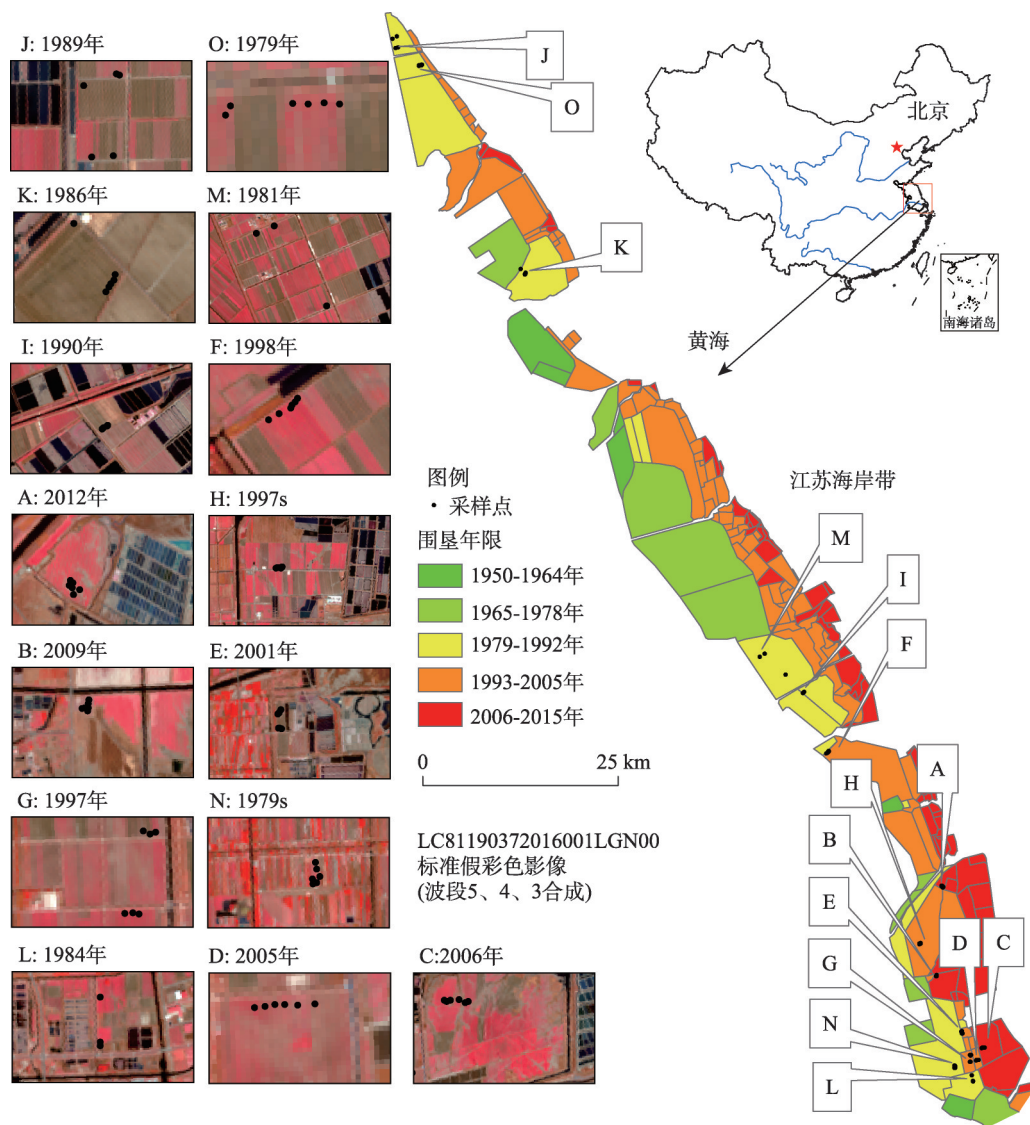 J: 1989年
O: 1979年
K: 1986年
M: 1981年
I: 1990年
F: 1998年
A: 2012年
H: 1997s
B: 2009年
E: 2001年
G: 1997年
N: 1979s
L: 1984年
D: 2005年
C:2006年
J
O
K
北京
南海诸岛
黄海
江苏海岸带
图例
采样点
围垦年限
1950-1964年
1965-1978年
1979-1992年
1993-2005年
2006-2015年
0
25 km
LC81190372016001LGN00
标准假彩色影像
(波段5、4、3合成)
M
I
F
A
H
B
E
D
C
G
N
L